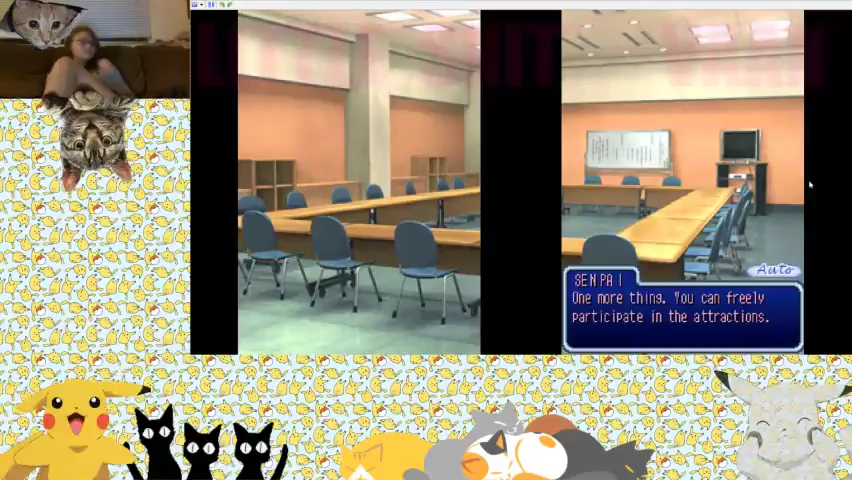 Auto
SENPAI
One more thing. You can freely
participate in the attractions.